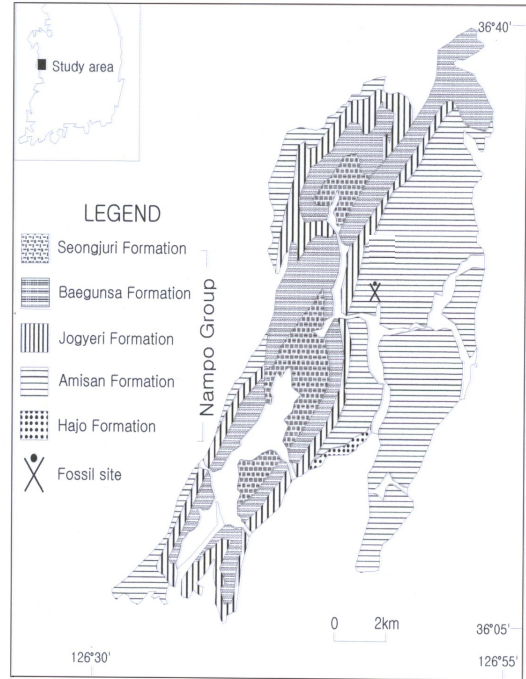 36°40'
Study area
LEGEND
Seongjuri Formation
Baegunsa Formation
Jogyeri Formation
Amisan Formation
Hajo Formation
Fossil site
Nampo Group
0 2km
36°05'
126°30'
126°55'